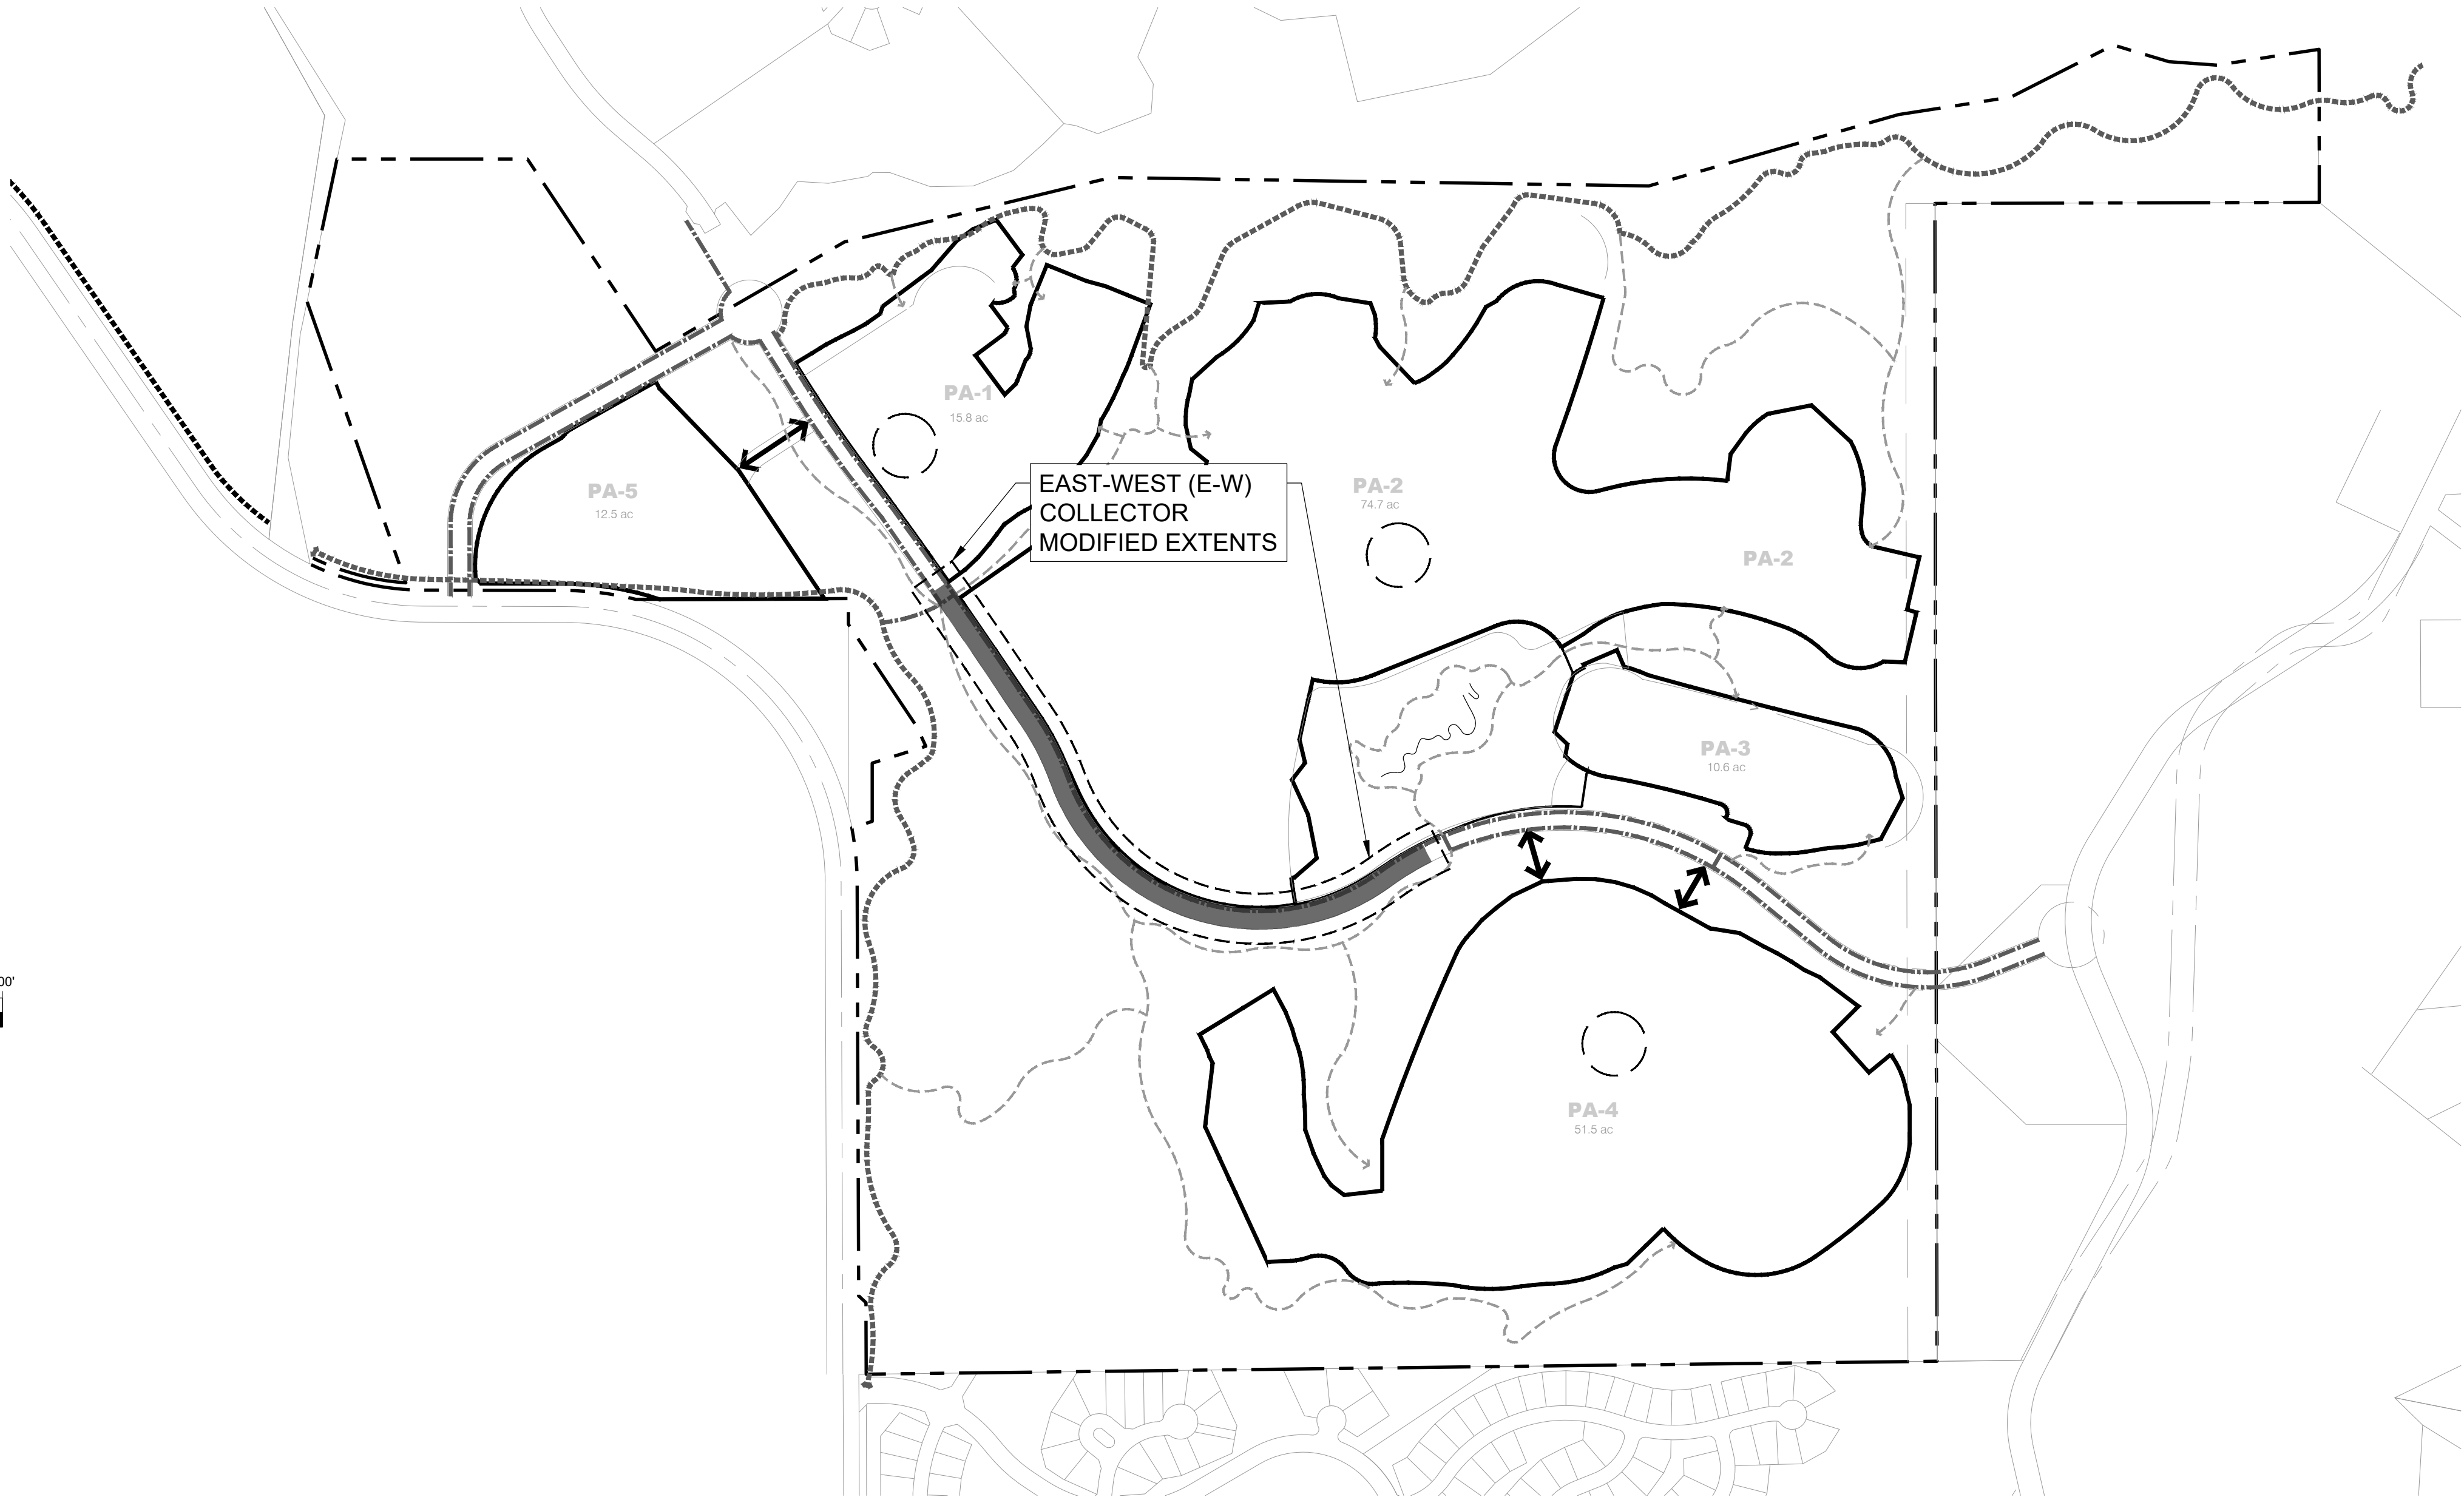 PA-1
15.8 ac
EAST-WEST (E-W)
COLLECTOR
MODIFIED EXTENTS
PA-5
12.5 ac
PA-2
74.7 ac
PA-2
PA-3
10.6 ac
00'
PA-4
51.5 ac